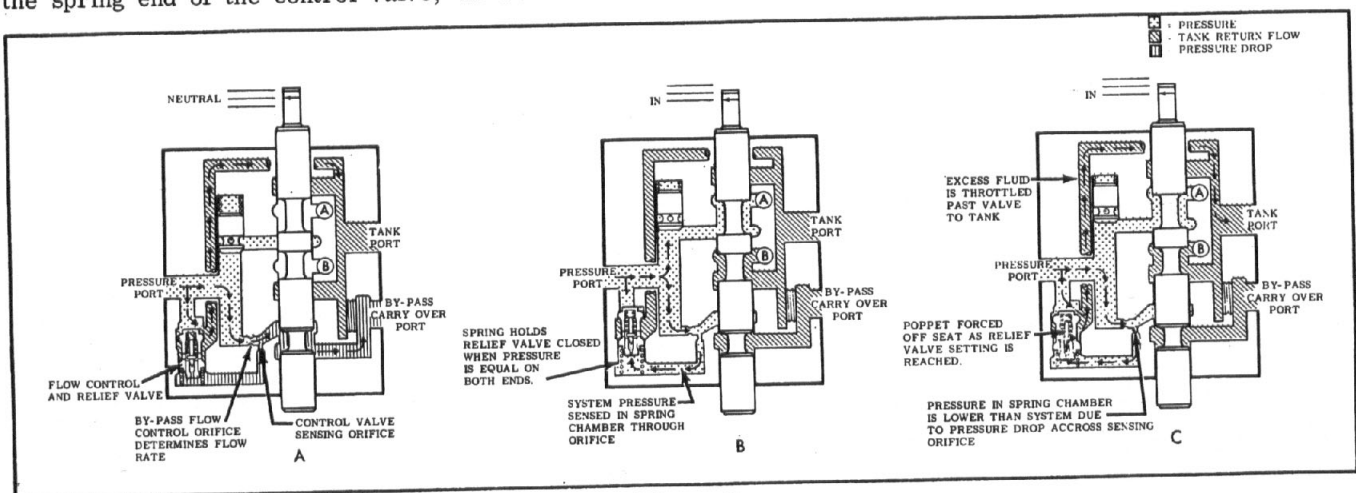 the spring end of the control valve,
: PRESSURE
TANK RETURN FLOW
PRESSURE DROP
NEUTRAL
A
B
TANK
PORT
PRESSURE
PORT
BY-PASS
CARRY OVER
PORT
FLOW CONTROL
AND RELIEF VALVE
BY-PASS FLOW
CONTROL ORIFICE
DETERMINES FLOW
RATE
CONTROL VALVE
SENSING ORIFICE
A
IN
A
B
TANK
PORT
PRESSURE
PORT
BY-PASS
CARRY OVER
PORT
SPRING HOLDS
RELIEF VALVE CLOSED
WHEN PRESSURE
IS EQUAL ON
BOTH ENDS.
SYSTEM PRESSURE
SENSED IN SPRING
CHAMBER THROUGH
ORIFICE
B
IN
EXCESS FLUID
IS THROTTLED
PAST VALVE
TO TANK
A
B
TANK
PORT
PRESSURE
PORT
BY-PASS
CARRY OVER
PORT
POPPET FORCED
OFF SEAT AS RELIEF
VALVE SETTING IS
REACHED.
PRESSURE IN SPRING CHAMBER
IS LOWER THAN SYSTEM DUE
TO PRESSURE DROP ACCROSS SENSING
ORIFICE
C